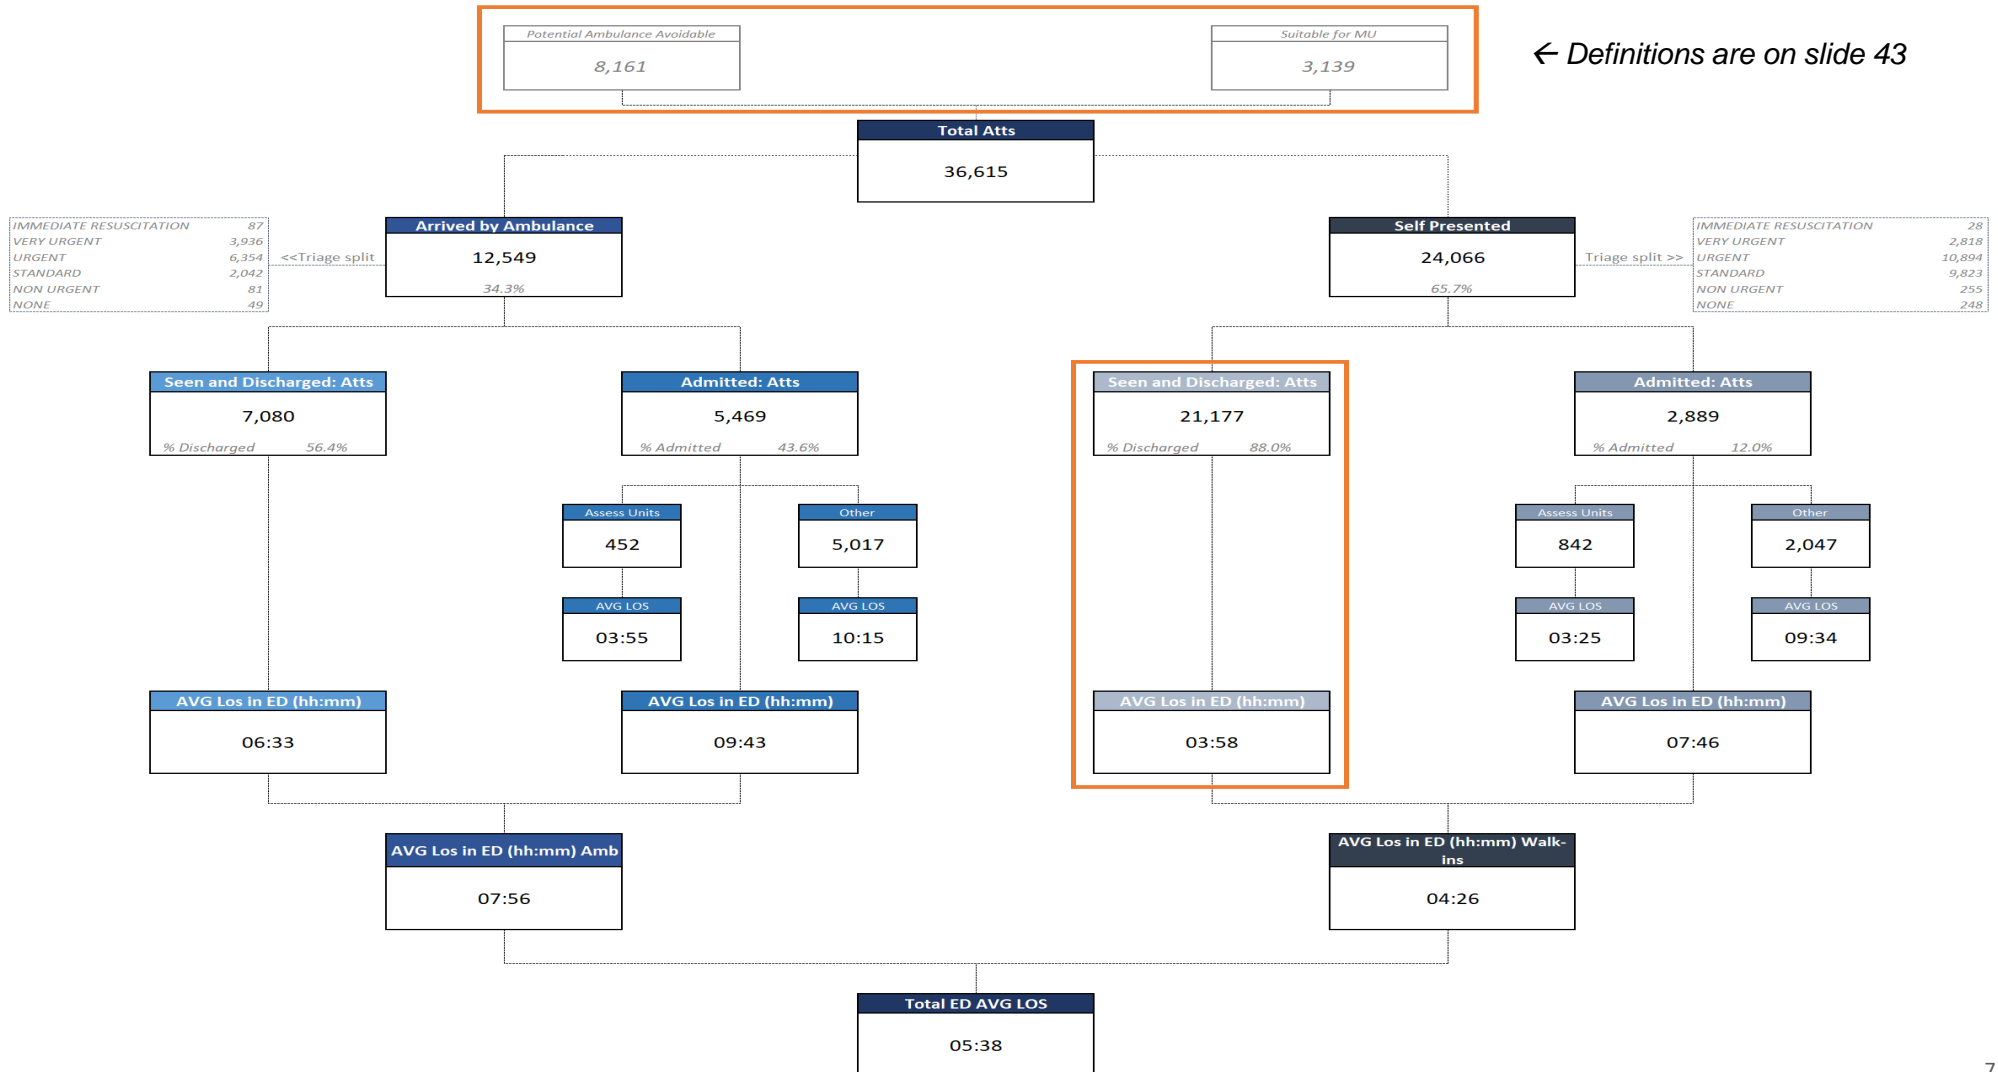 Potential Ambulance Avoidable
8,161
Suitable for MU
3,139
← Definitions are on slide 43
Total Atts
36,615
IMMEDIATE RESUSCITATION 87
VERY URGENT 3,936
URGENT 6,354
STANDARD 2,042
NON URGENT 81
NONE 49
<<Triage split
Arrived by Ambulance
12,549
34.3%
Self Presented
24,066
65.7%
Triage split >>
IMMEDIATE RESUSCITATION 28
VERY URGENT 2,818
URGENT 10,894
STANDARD 9,823
NON URGENT 255
NONE 248
Seen and Discharged: Atts
7,080
% Discharged 56.4%
Admitted: Atts
5,469
% Admitted 43.6%
Seen and Discharged: Atts
21,177
% Discharged 88.0%
Admitted: Atts
2,889
% Admitted 12.0%
Assess Units
452
Other
5,017
Assess Units
842
Other
2,047
AVG LOS
03:55
AVG LOS
10:15
AVG LOS
03:25
AVG LOS
09:34
AVG Los in ED (hh:mm)
06:33
AVG Los in ED (hh:mm)
09:43
AVG Los in ED (hh:mm)
03:58
AVG Los in ED (hh:mm)
07:46
AVG Los in ED (hh:mm) Amb
07:56
AVG Los in ED (hh:mm) Walk-
ins
04:26
Total ED AVG LOS
05:38
7